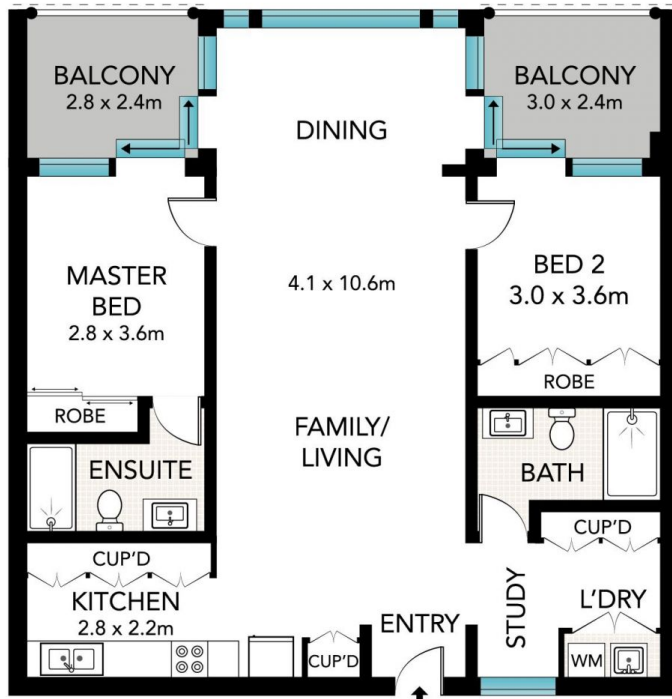 BALCONY
2.8 x 2.4m
BALCONY
3.0 x 2.4m
DINING
MASTER
BED
2.8 x 3.6m
4.1 x 10.6m
BED 2
3.0 x 3.6m
ROBE
ROBE
FAMILY/
LIVING
ENSUITE
BATH
CUP'D
CUP'D
KITCHEN
2.8 x 2.2m
CUP'D
ENTRY
STUDY
L'DRY
WM